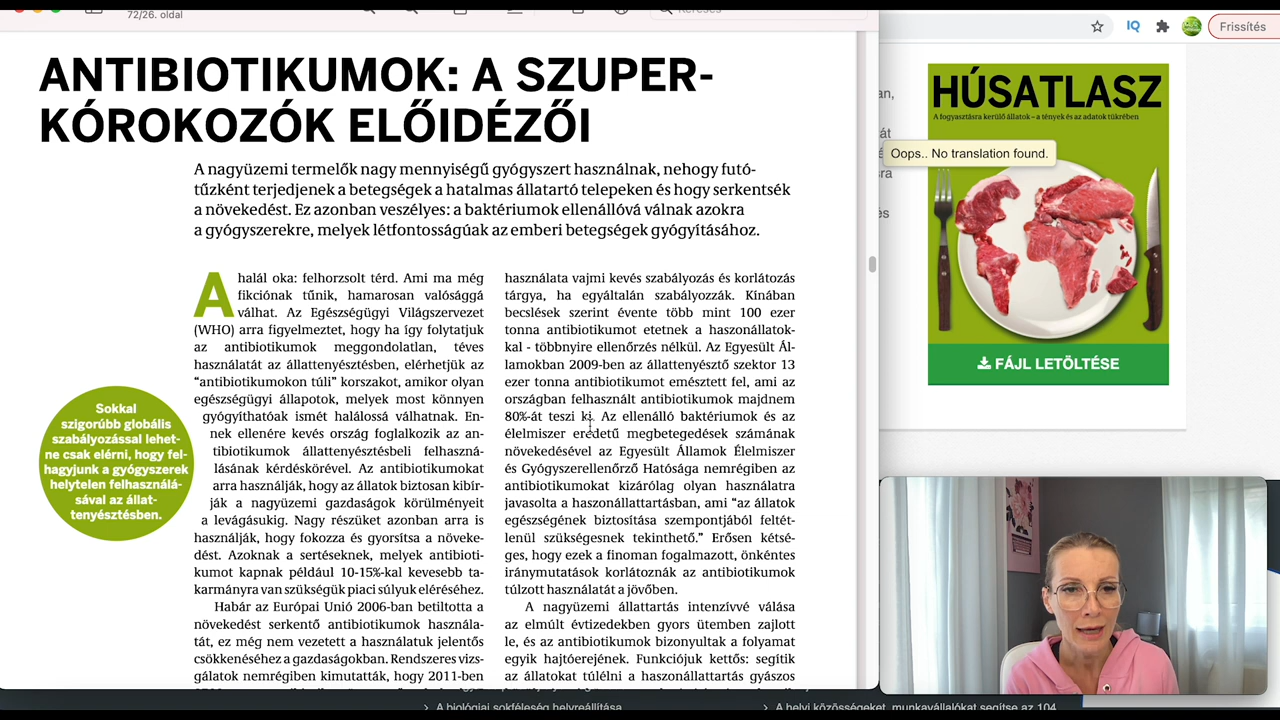 72/26. oldal
Keresés
ANTIBIOTIKUMOK: A SZUPER-
KÓROKOZÓK ELŐIDÉZŐI
A nagyüzemi termelők nagy mennyiségű gyógyszert használnak, nehogy futó-
tűzként terjedjenek a betegségek a hatalmas állattartó telepeken és hogy serkentsék
a növekedést. Ez azonban veszélyes: a baktériumok ellenállóvá válnak azokra
a gyógyszerekre, melyek létfontosságúak az emberi betegségek gyógyításához.
A halál oka: felhorzsolt térd. Ami ma még
fikciónak tűnik, hamarosan valósággá
válhat. Az Egészségügyi Világszervezet
(WHO) arra figyelmeztet, hogy ha így folytatjuk
az antibiotikumok meggondolatlan, téves
használatát az állattenyésztésben, elérhetjük az
“antibiotikumokon túli” korszakot, amikor olyan
egészségügyi állapotok, melyek most könnyen
gyógyíthatóak ismét halálossá válhatnak. En-
nek ellenére kevés ország foglalkozik az an-
tibiotikumok állattenyésztésbeli felhaszná-
lásának kérdéskörével. Az antibiotikumokat
arra használják, hogy az állatok biztosan kibír-
ják a nagyüzemi gazdaságok körülményeit
a levágásukig. Nagy részüket azonban arra is
használják, hogy fokozza és gyorsítsa a növeke-
dést. Azoknak a sertéseknek, melyek antibioti-
kumot kapnak például 10-15%-kal kevesebb ta-
karmányra van szükségük piaci súlyuk eléréséhez.
Habár az Európai Unió 2006-ban betiltotta a
növekedést serkentő antibiotikumok használa-
tát, ez még nem vezetett a használatuk jelentős
csökkenéséhez a gazdaságokban. Rendszeres vizs-
gálatok nemrégiben kimutatták, hogy 2011-ben
használata vajmi kevés szabályozás és korlátozás
tárgya, ha egyáltalán szabályozzák. Kínában
becslések szerint évente több mint 100 ezer
tonna antibiotikumot etetnek a haszonállatok-
kal - többnyire ellenőrzés nélkül. Az Egyesült Ál-
lamokban 2009-ben az állattenyésztő szektor 13
ezer tonna antibiotikumot emésztett fel, ami az
országban felhasznált antibiotikumok majdnem
80%-át teszi ki. Az ellenálló baktériumok és az
élelmiszer eredetű megbetegedések számának
növekedésével az Egyesült Államok Élelmiszer
és Gyógyszerellenőrző Hatósága nemrégiben az
antibiotikumokat kizárólag olyan használatra
javasolta a haszonállattartásban, ami “az állatok
egészségének biztosítása szempontjából feltét-
lenül szükségesnek tekinthető.” Erősen kétsé-
ges, hogy ezek a finoman fogalmazott, önkéntes
iránymutatások korlátoznák az antibiotikumok
túlzott használatát a jövőben.
A nagyüzemi állattartás intenzívvé válása
az elmúlt évtizedekben gyors ütemben zajlott
le, és az antibiotikumok bizonyultak a folyamat
egyik hajtóerejének. Funkciójuk kettős: segítik
az állatokat túlélni a haszonállattartás gyászos
Sokkal
szigorúbb globális
szabályozással lehet-
ne csak elérni, hogy fel-
hagyjunk a gyógyszerek
helytelen felhasználá-
sával az állat-
tenyésztésben.
IQ
Frissítés
an,
át
sra
és
Oops.. No translation found.
HÚSATLASZ
A fogyasztásra kerülő állatok – a tények és az adatok tükrében
FÁJL LETÖLTÉSE
A biológiai sokféleség helyreállítása
A helyi közösségeket, munkavállalókat segítse az 104